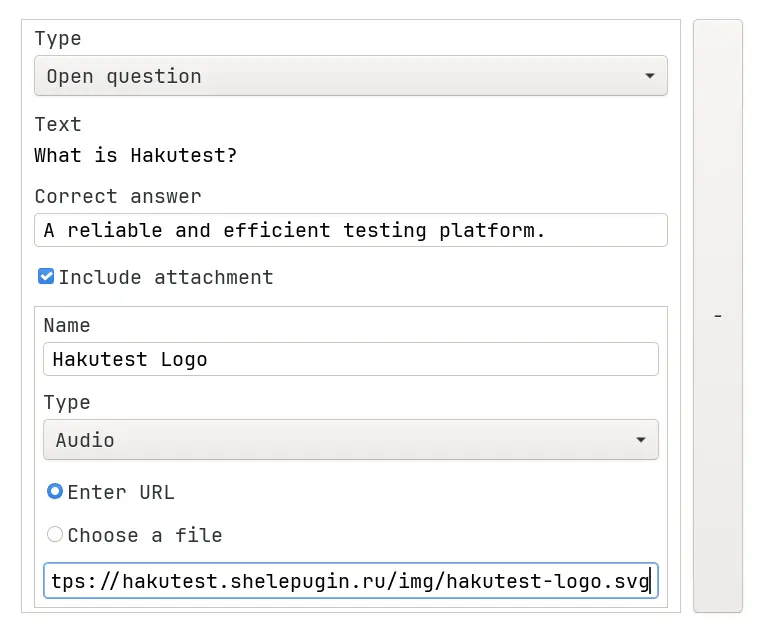 Type
Open question
Text
What is Hakutest?
Correct answer
A reliable and efficient testing platform.
Include attachment
-
Name
Hakutest Logo
Type
Audio
Enter URL
Choose a file
tps://hakutest.shelepugin.ru/img/hakutest-logo.svg